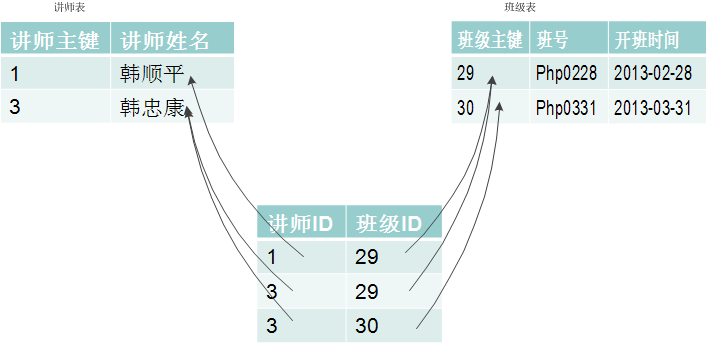 讲师表
讲师主键 讲师姓名
1 韩顺平
3 韩忠康
班级表
班级主键 班号 开班时间
29 Php0228 2013-02-28
30 Php0331 2013-03-31
讲师ID 班级ID
1 29
3 29
3 30